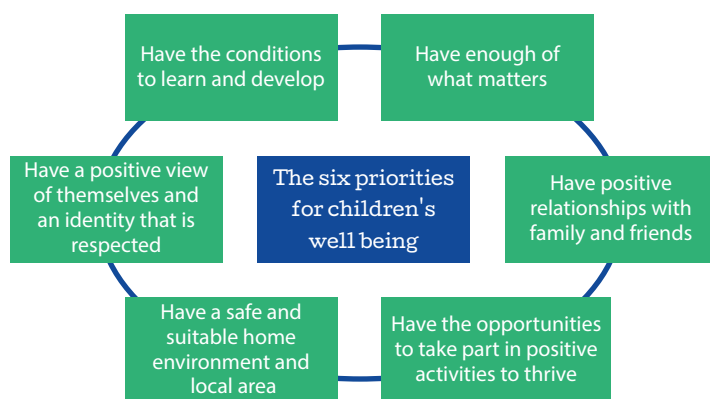 Have the conditions
to learn and develop
Have enough of
what matters
Have a positive view
of themselves and
an identity that is
respected
The six priorities
for children's
well being
Have positive
relationships with
family and friends
Have a safe and
suitable home
environment and
local area
Have the opportunities
to take part in positive
activities to thrive